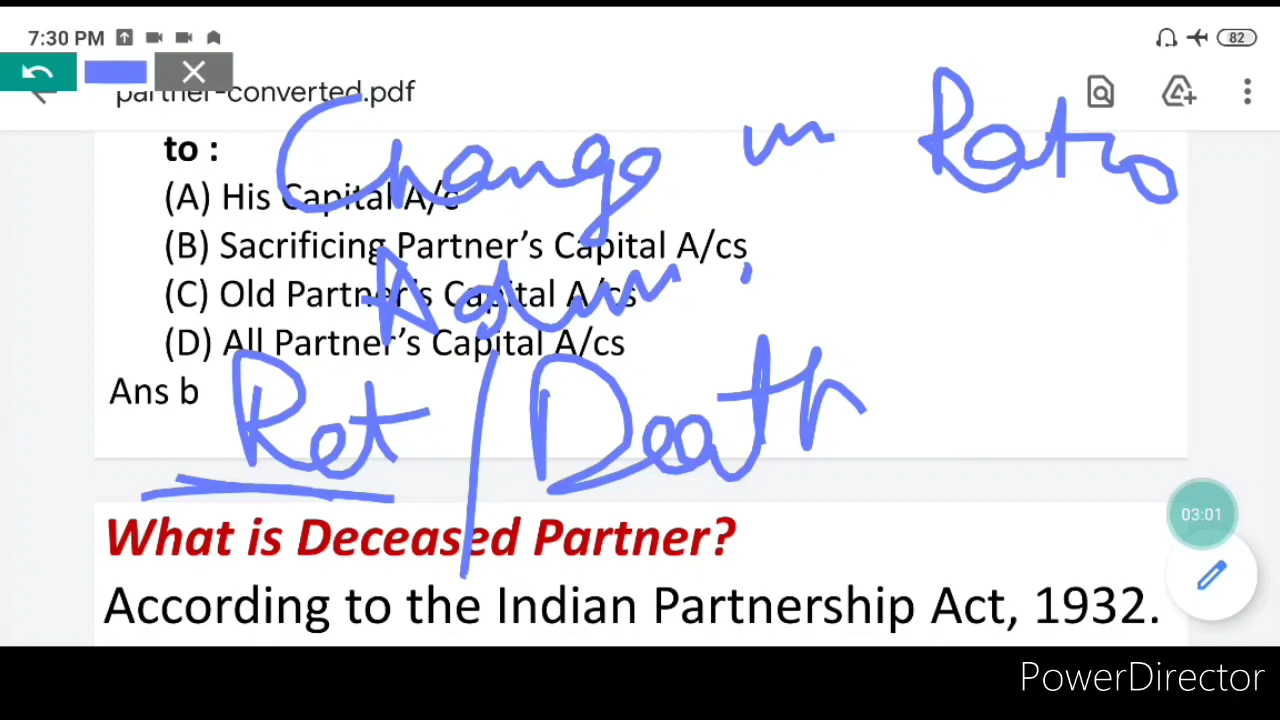 7:30 PM 82
partner-converted.pdf
Change in Ratio
to :
(A) His Capital A/c
(B) Sacrificing Partner's Capital A/cs
Adm.
(C) Old Partner's Capital A/cs
(D) All Partner's Capital A/cs
Ans b
Ret / Death
03:01
What is Deceased Partner?
According to the Indian Partnership Act, 1932.
PowerDirector